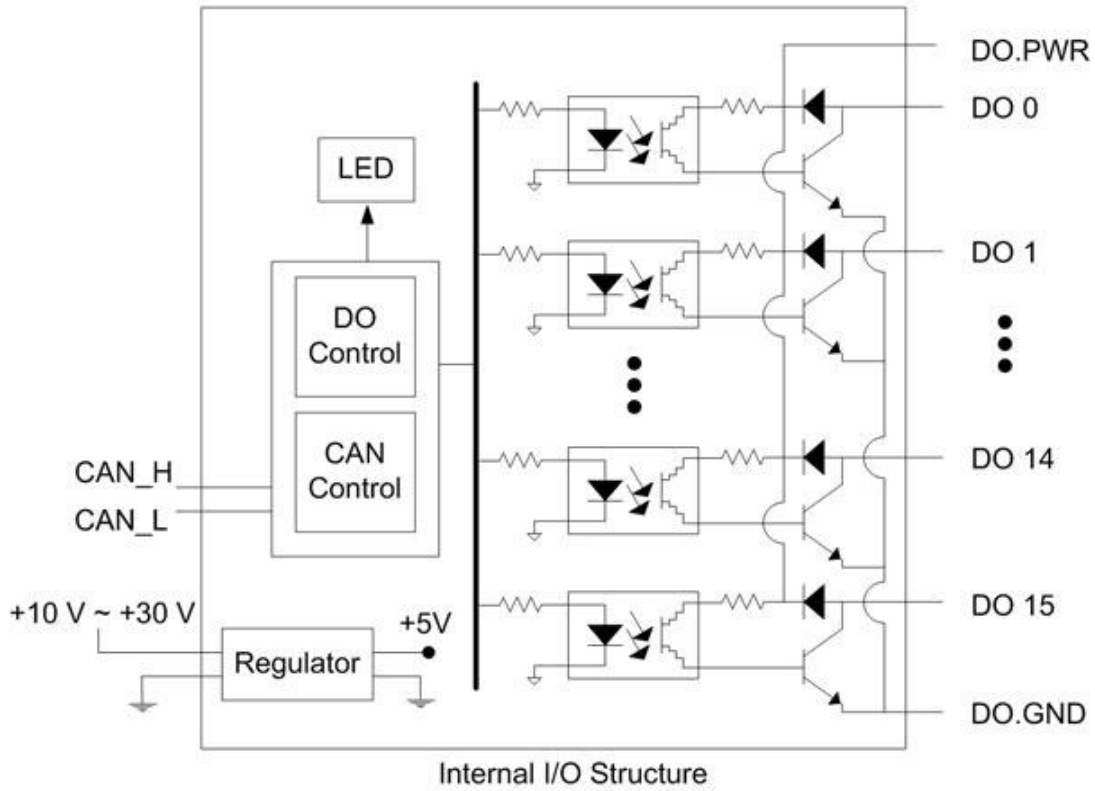 DO.PWR
DO 0
LED
DO 1
DO
Control
CAN
Control
CAN_H
CAN_L
DO 14
+10 V ~ +30 V
+5V
Regulator
DO 15
DO.GND
Internal I/O Structure